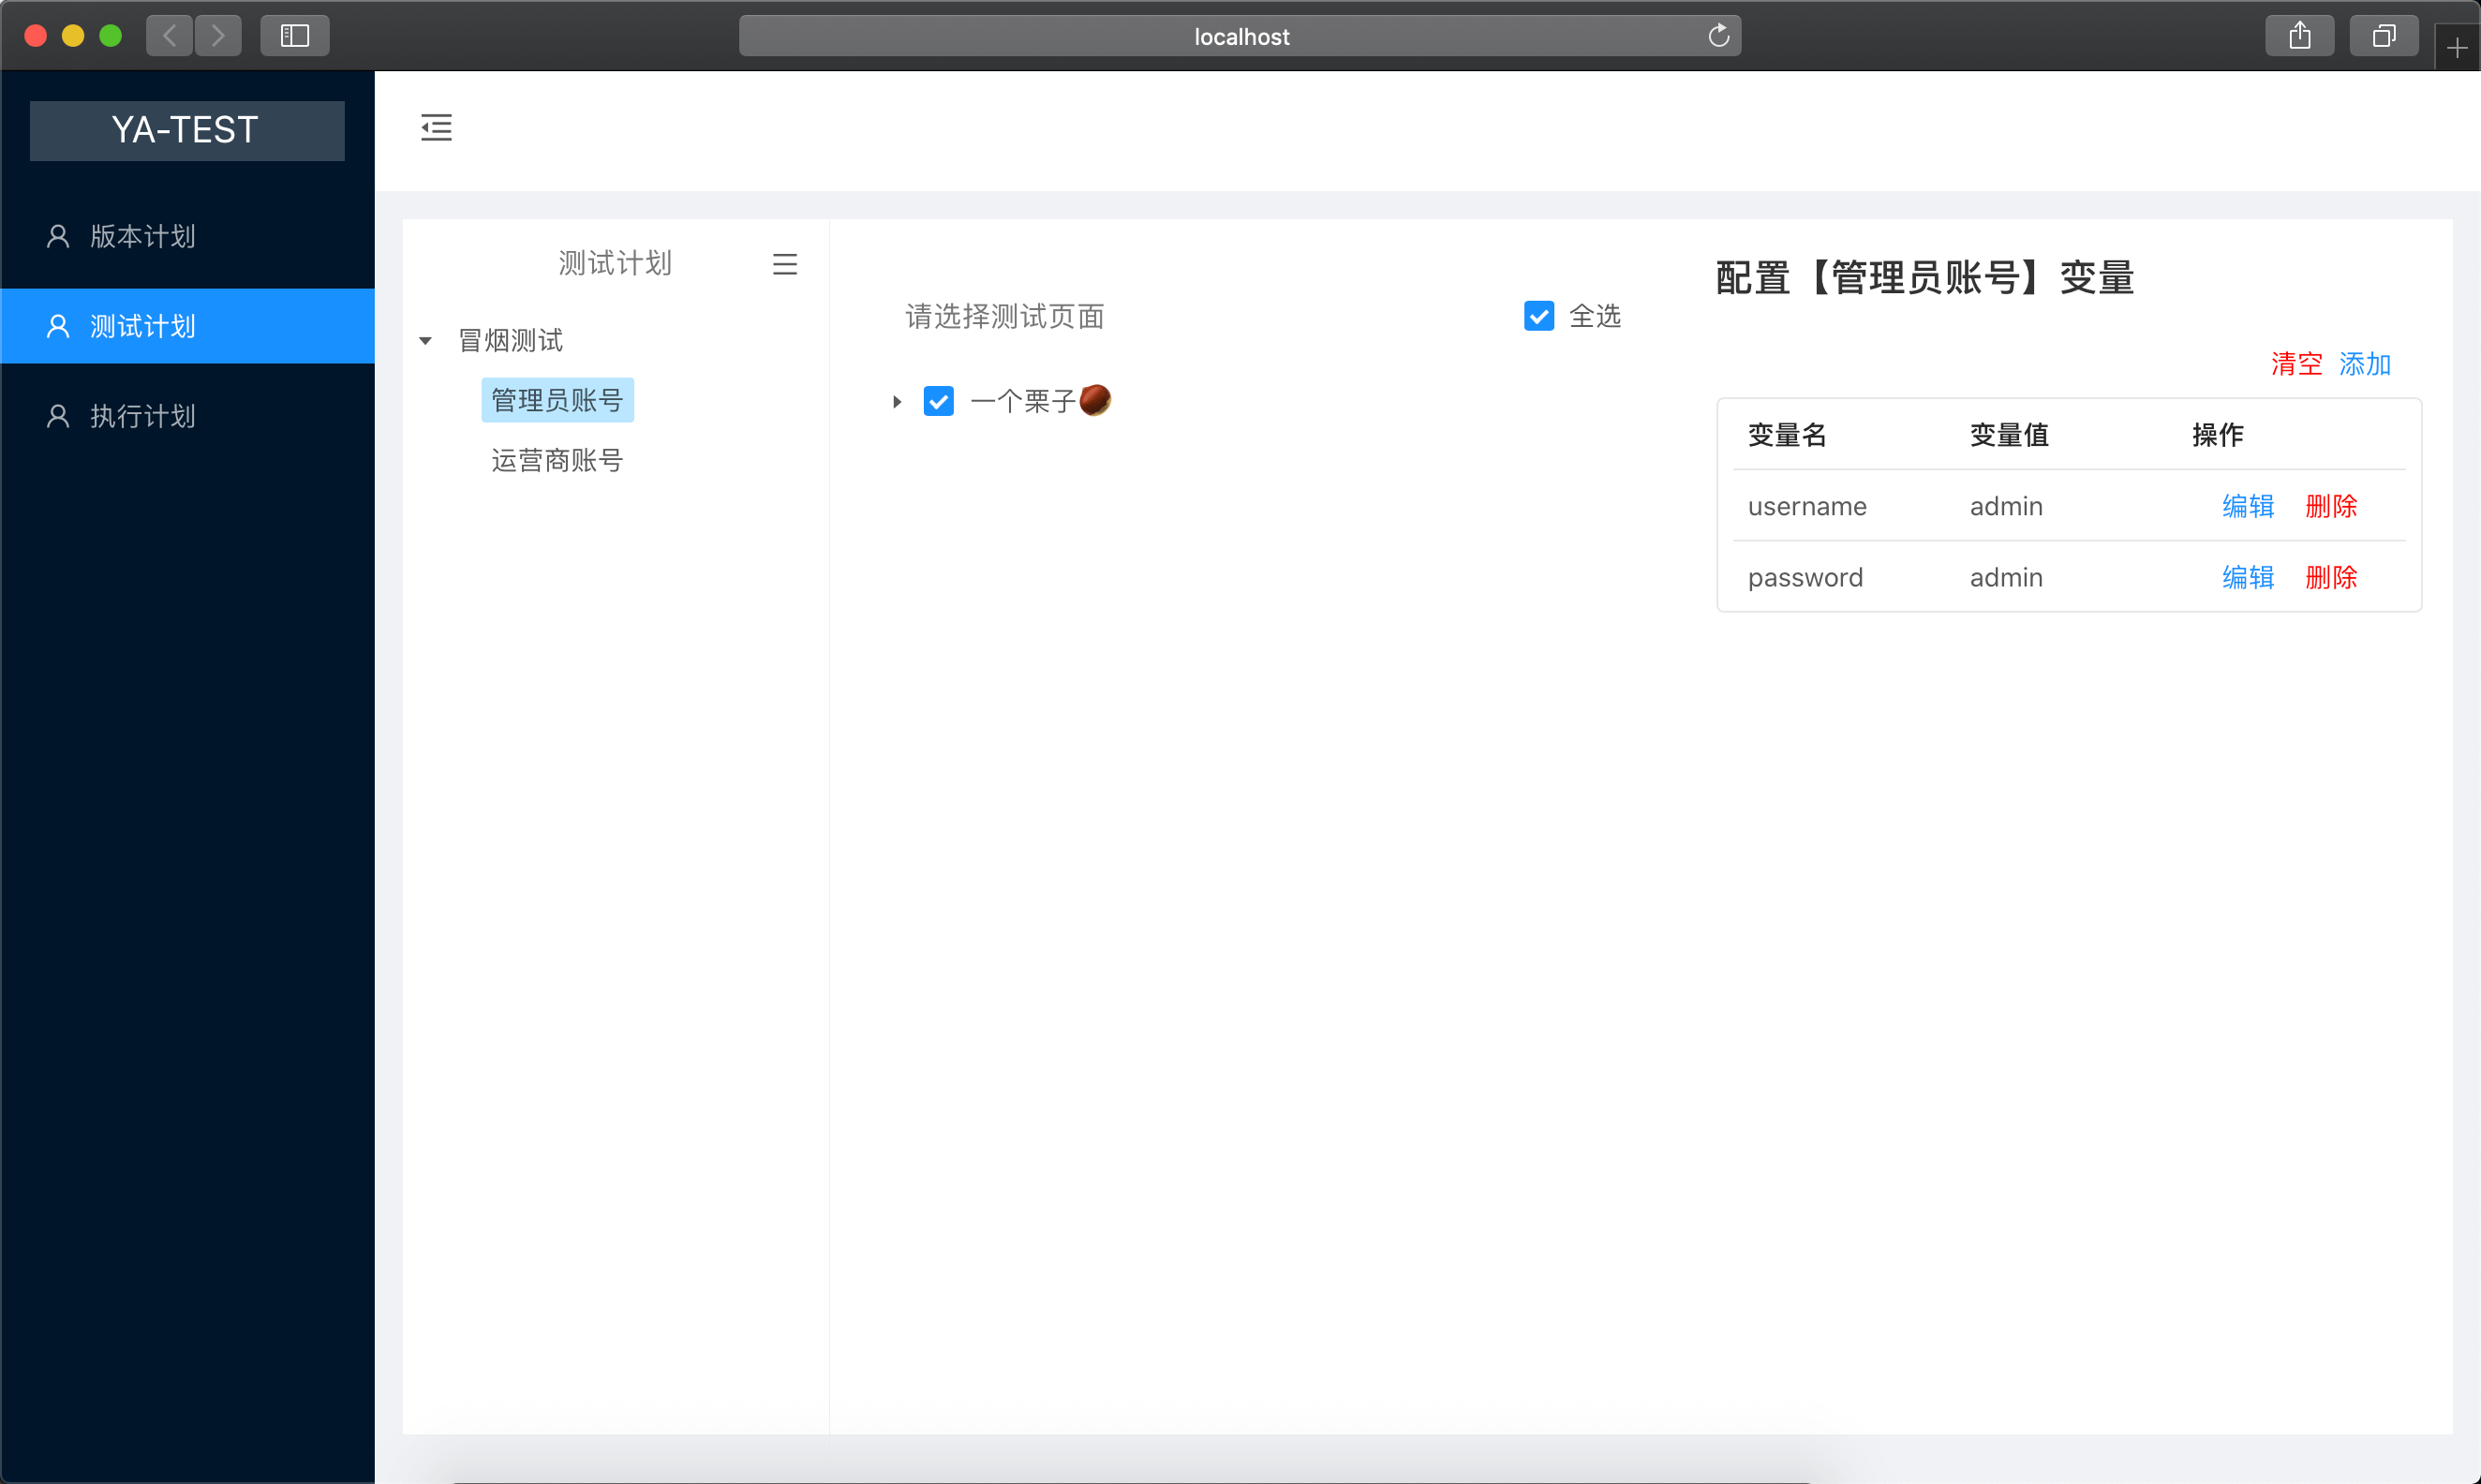 localhost
YA-TEST
版本计划
测试计划
执行计划
测试计划
冒烟测试
管理员账号
运营商账号
请选择测试页面
全选
一个栗子🌰
配置【管理员账号】变量
清空 添加
变量名 变量值 操作
username admin 编辑 删除
password admin 编辑 删除